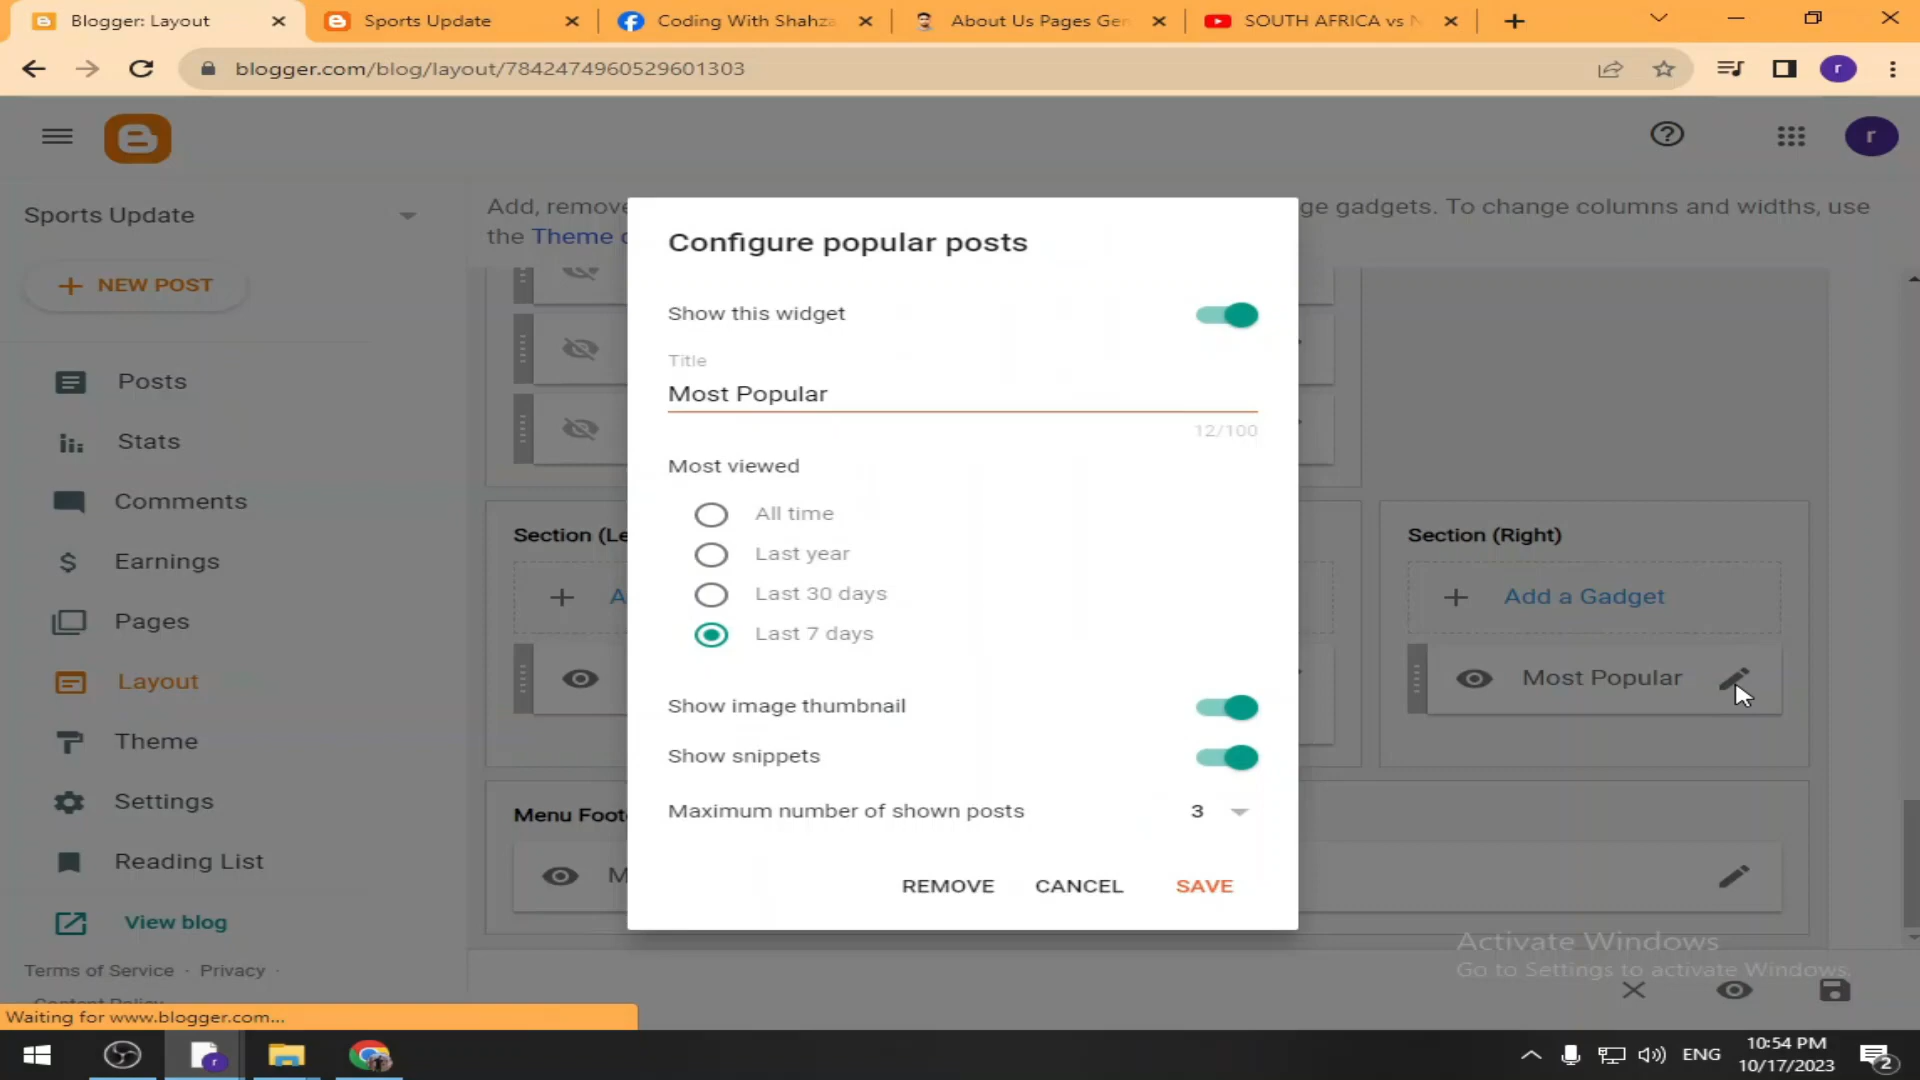 Blogger: Layout
Sports Update
Coding With Shahza
About Us Pages Gen
SOUTH AFRICA vs N
blogger.com/blog/layout/7842474960529601303
r
r
Sports Update
NEW POST
Posts
Stats
Comments
Earnings
Pages
Layout
Theme
Settings
Reading List
View blog
Terms of Service · Privacy ·
Content Policy
Waiting for www.blogger.com...
Add, remove
ge gadgets. To change columns and widths, use
the Theme
Configure popular posts
Show this widget
Title
Most Popular
12/100
Most viewed
All time
Last year
Last 30 days
Last 7 days
Show image thumbnail
Show snippets
Maximum number of shown posts
3
REMOVE
CANCEL
SAVE
Section (Le
A
Section (Right)
Add a Gadget
Most Popular
Menu Foot
M
Activate Windows
Go to Settings to activate Windows.
ENG
10:54 PM
10/17/2023
2